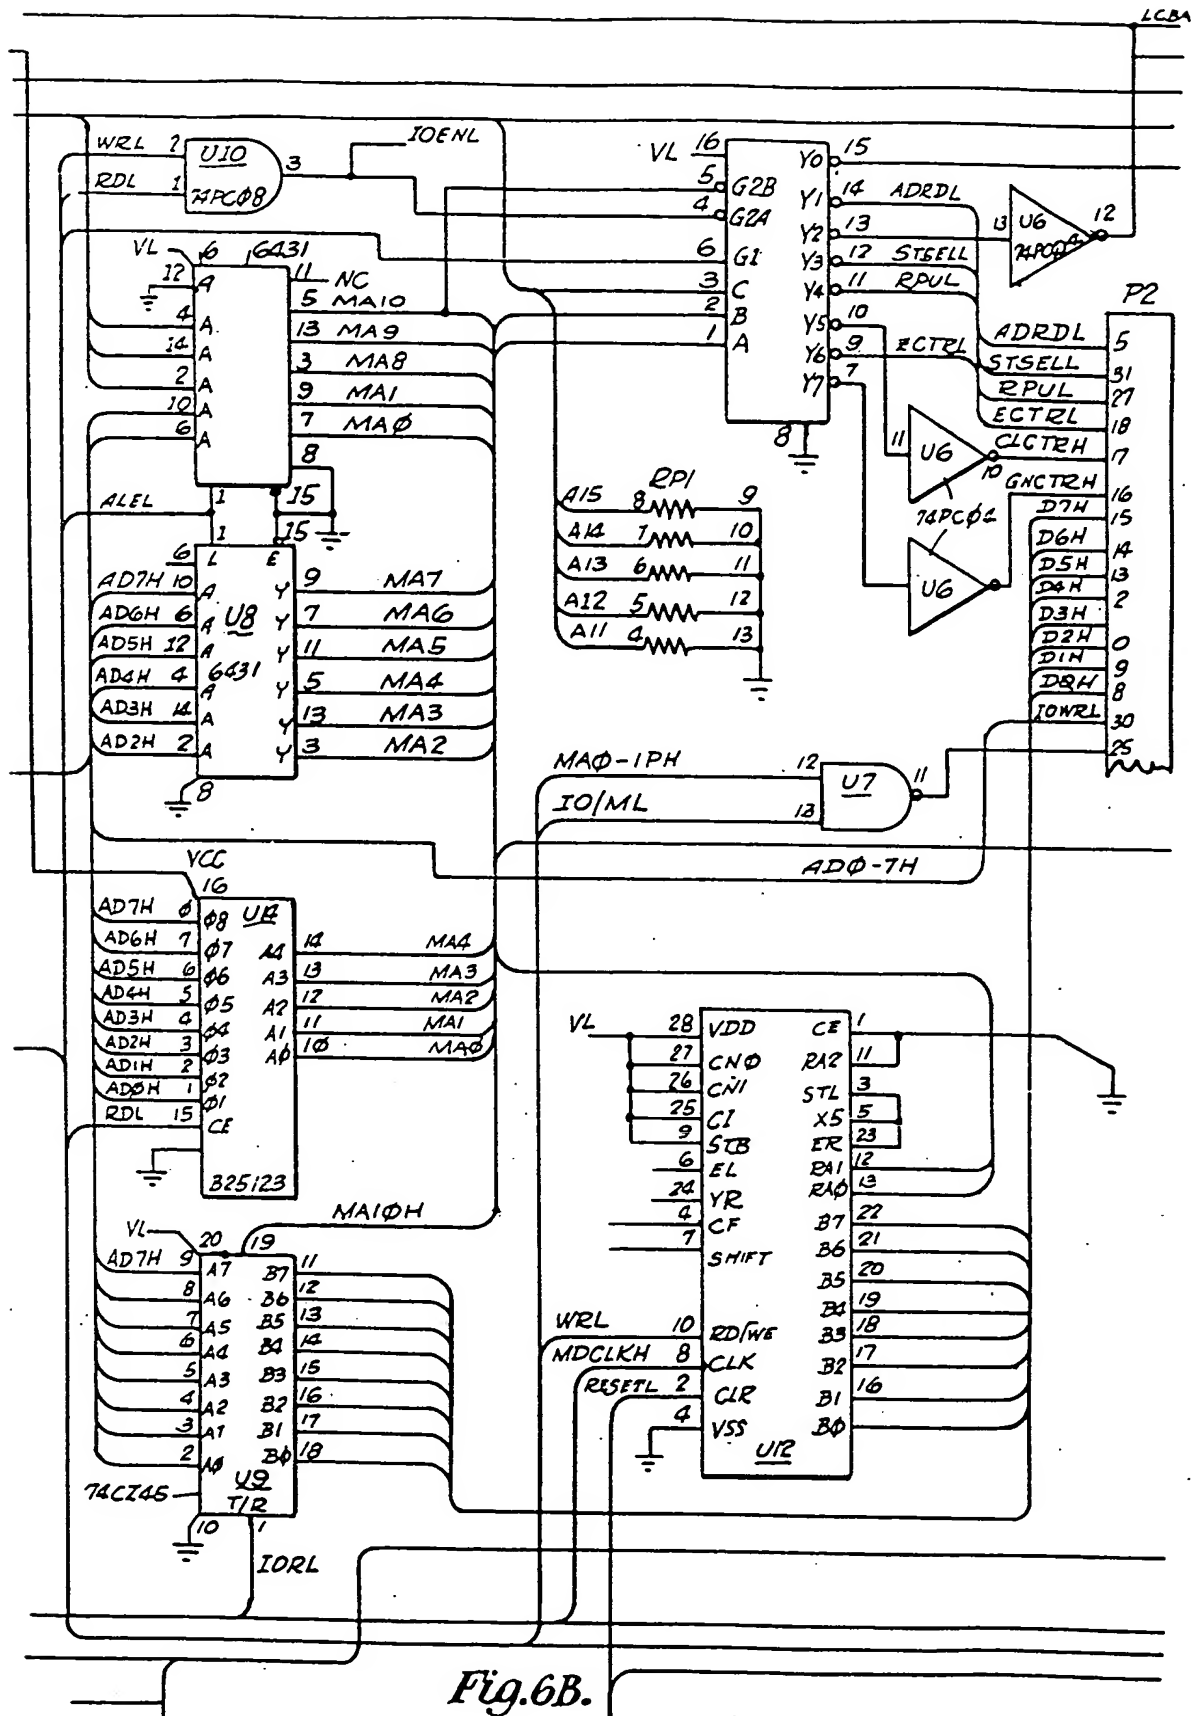 LCBA
WRL 2 U10 3 IOENL
RDL 1 74PCØ8
VL 16 Y0 15
5 G2B Y1 14 ADRDL
4 G2A Y2 13 13 U6 12
6 G1 Y3 12 STSELL
3 C Y4 11 RPUL
2 B Y5 10
1 A Y6 9 ECTRL
Y7 7
8
VL 6 6431
12 A 11 NC
5 MA10
4 A 13 MA9
14 A 3 MA8
2 A 9 MA1
10 A 7 MAØ
6 A 8
ALEL 1 15
1 15
6 L E
AD7H 10 A Y 9 MA7
AD6H 6 A U8 Y 7 MA6
AD5H 12 A Y 11 MA5
AD4H 4 A 6431 Y 5 MA4
AD3H 14 A Y 13 MA3
AD2H 2 A Y 3 MA2
8
RP1
A15 8 9
A14 7 10
A13 6 11
A12 5 12
A11 4 13
11 U6 10
74PCØ4
U6
P2
ADRDL 5
STSELL 31
RPUL 27
ECTRL 18
CLCTRH 17
GNCTRH 16
D7H 15
D6H 14
D5H 13
D4H 2
D3H
D2H 0
D1H 9
DØH 8
IOWRL 30
25
MAØ-1PH 12 U7 11
IO/ML 13
ADØ-7H
VCC
16
AD7H Ø Ø8 U14
AD6H 7 Ø7 A4 14 MA4
AD5H 6 Ø6 A3 13 MA3
AD4H 5 Ø5 A2 12 MA2
AD3H 4 Ø4 A1 11 MA1
AD2H 3 Ø3 AØ 10 MAØ
AD1H 2 Ø2
ADØH 1 Ø1
RDL 15 CE
825123
MA1ØH
VL 20 19
AD7H 9 A7 B7 11
8 A6 B6 12
7 A5 B5 13
6 A4 B4 14
5 A3 B3 15
4 A2 B2 16
3 A1 B1 17
2 AØ BØ 18
U9
74CZ45 T/R
10 1
IORL
VL 28 VDD CE 1
27 CNØ RA2 11
26 CN1 STL 3
25 CI X5 5
9 STB ER 23
6 EL RA1 12
24 YR RAØ 13
4 CF B7 22
7 SHIFT B6 21
B5 20
B4 19
WRL 10 RD/WE B3 18
MDCLKH 8 CLK B2 17
RESETL 2 CLR B1 16
4 VSS BØ
U12
Fig.6B.